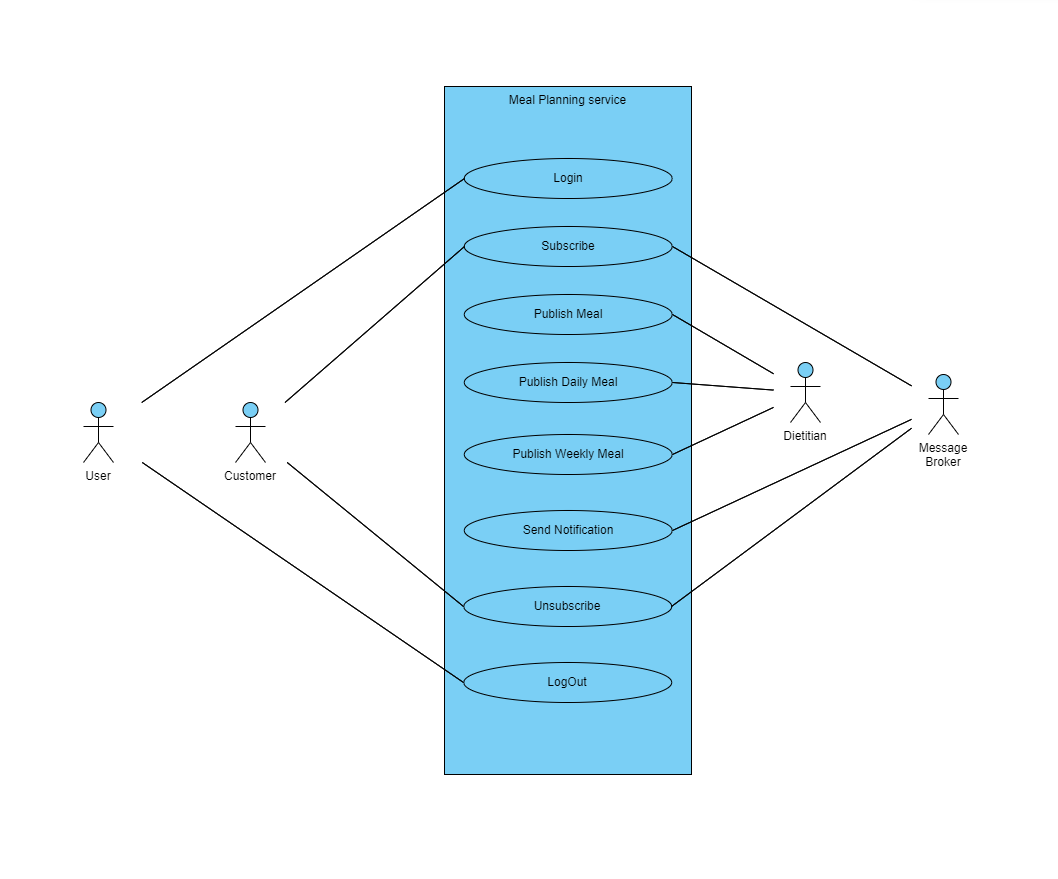 Meal Planning service
Login
Subscribe
Publish Meal
Publish Daily Meal
Publish Weekly Meal
Send Notification
Unsubscribe
LogOut
User
Customer
Dietitian
Message
Broker